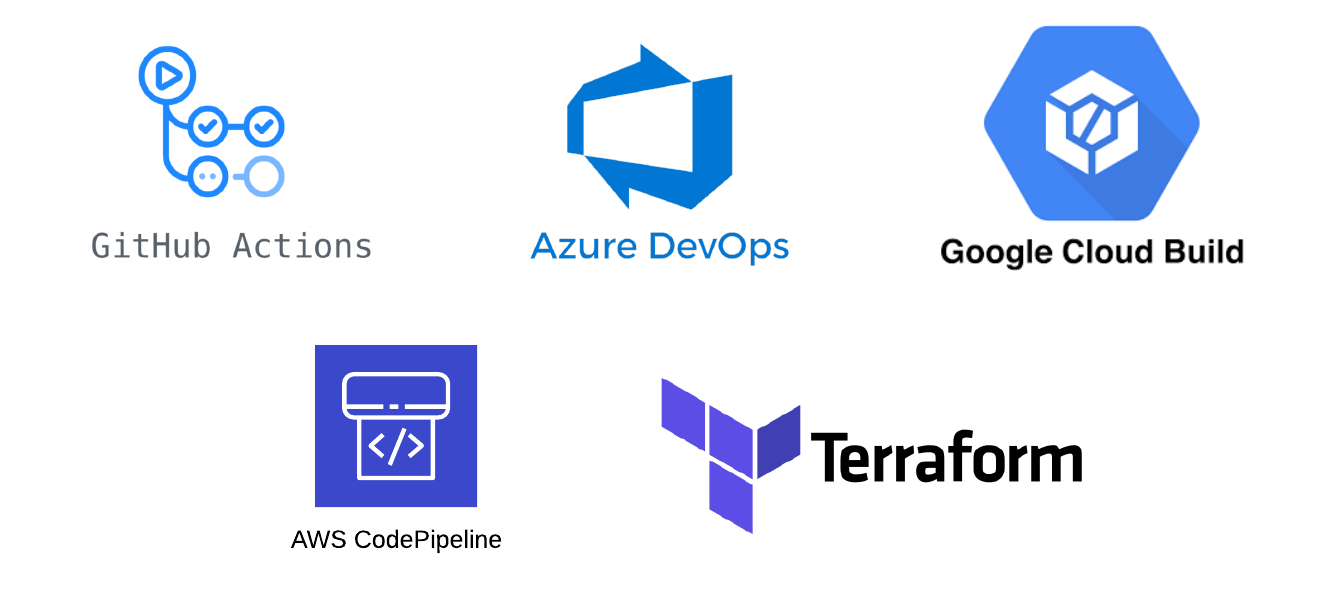 GitHub Actions
Azure DevOps
Google Cloud Build
</>
AWS CodePipeline
Terraform